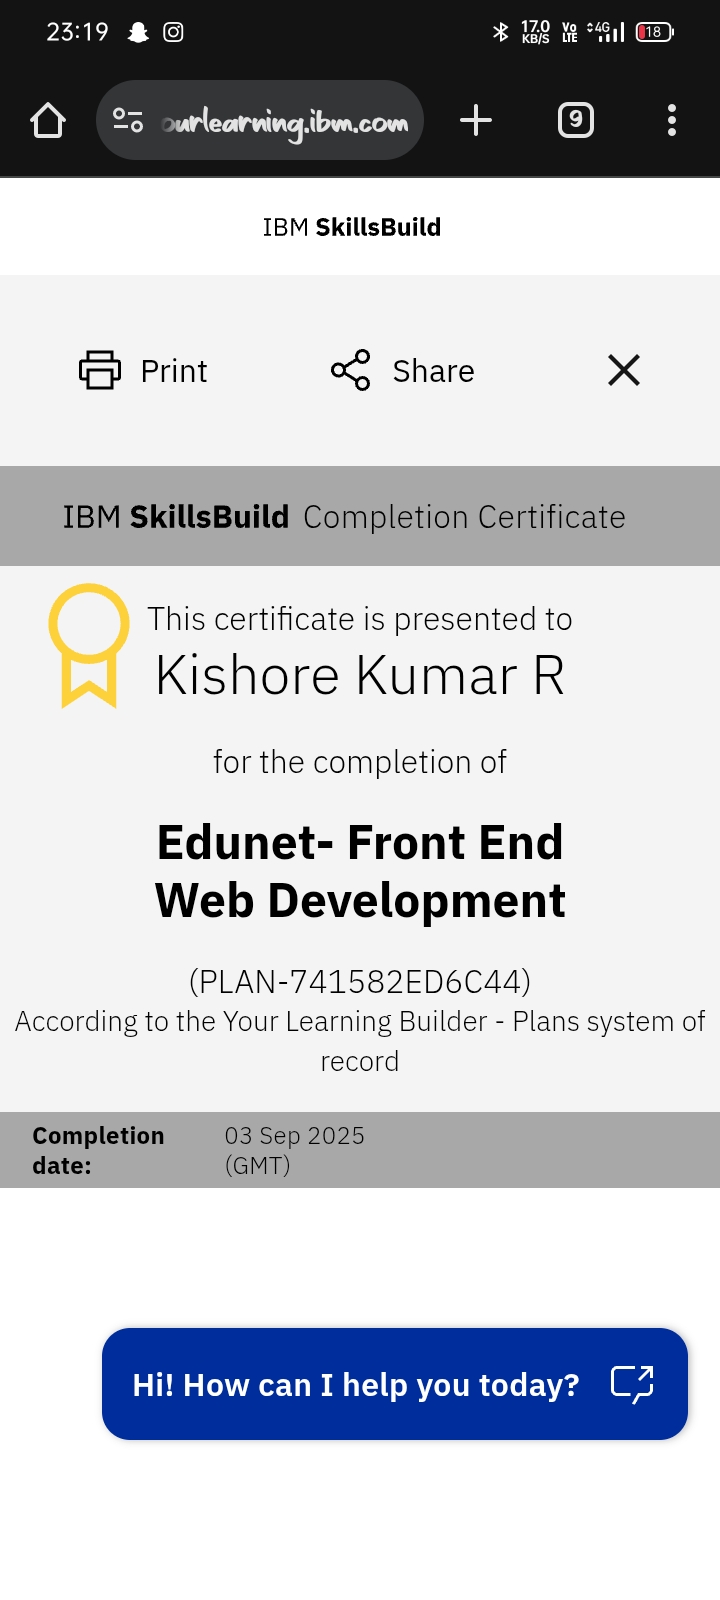 23:19
17.0
KB/S
Vo
LTE
4G
18
urlearning.ibm.com
9
IBM SkillsBuild
Print
Share
IBM SkillsBuild Completion Certificate
This certificate is presented to
Kishore Kumar R
for the completion of
Edunet- Front End
Web Development
(PLAN-741582ED6C44)
According to the Your Learning Builder - Plans system of
record
Completion
date:
03 Sep 2025
(GMT)
Hi! How can I help you today?